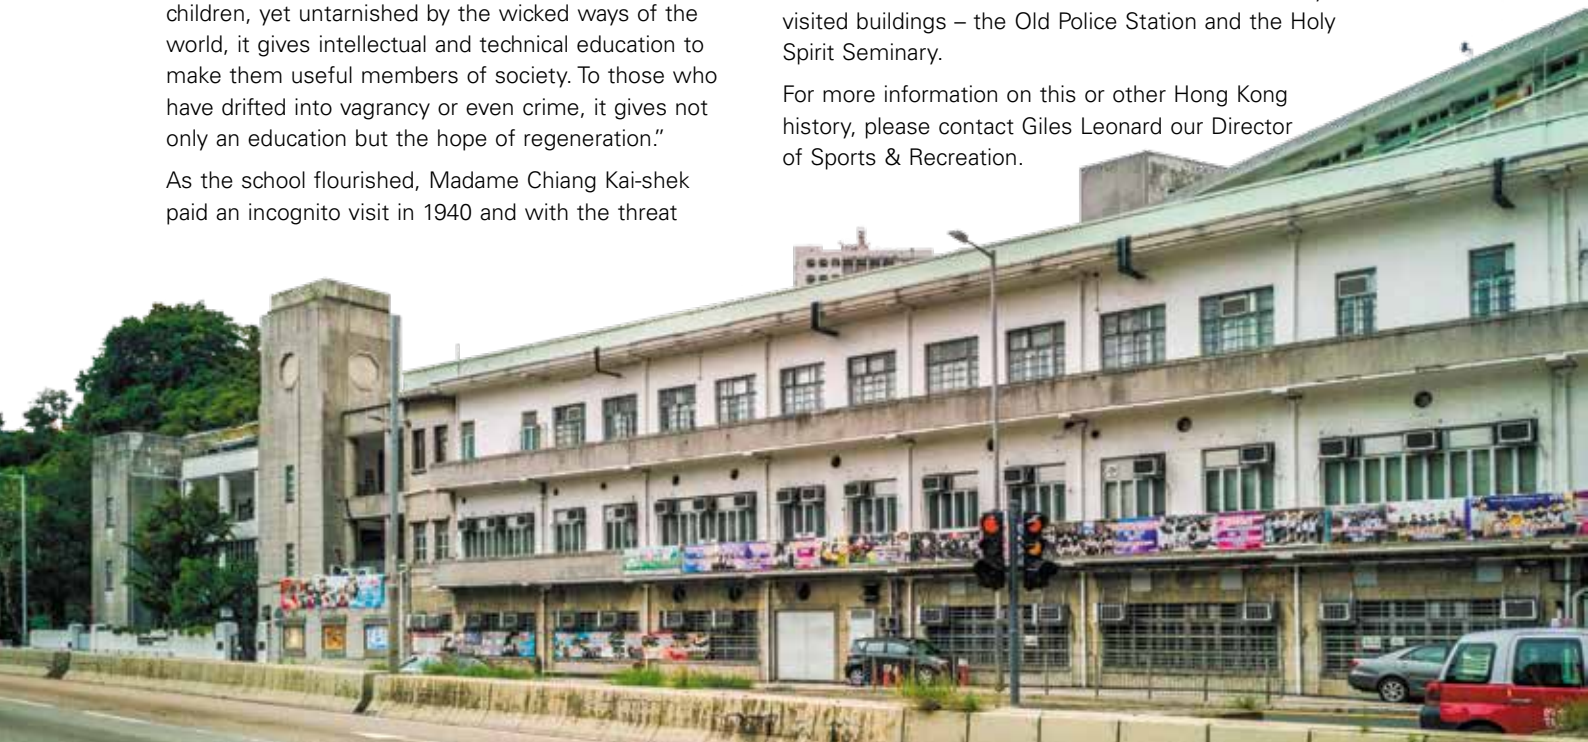 children, yet untarnished by the wicked ways of the
world, it gives intellectual and technical education to
make them useful members of society. To those who
have drifted into vagrancy or even crime, it gives not
only an education but the hope of regeneration.”
As the school flourished, Madame Chiang Kai-shek
paid an incognito visit in 1940 and with the threat
visited buildings – the Old Police Station and the Holy
Spirit Seminary.
For more information on this or other Hong Kong
history, please contact Giles Leonard our Director
of Sports & Recreation.